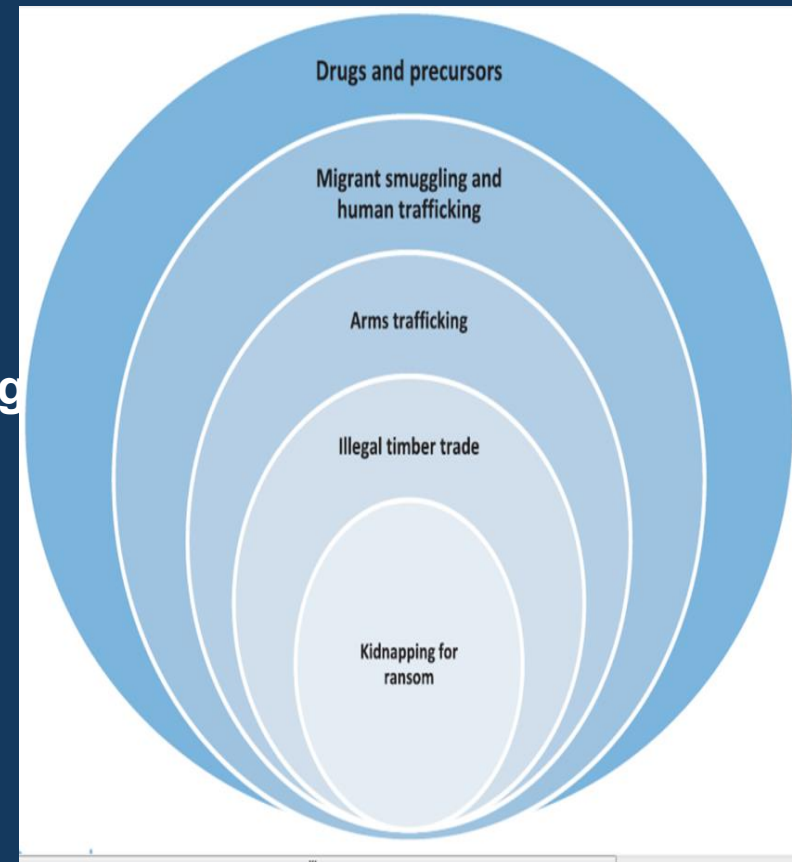 Drugs and precursors
Migrant smuggling and
human trafficking
Arms trafficking
Illegal timber trade
Kidnapping for
ransom